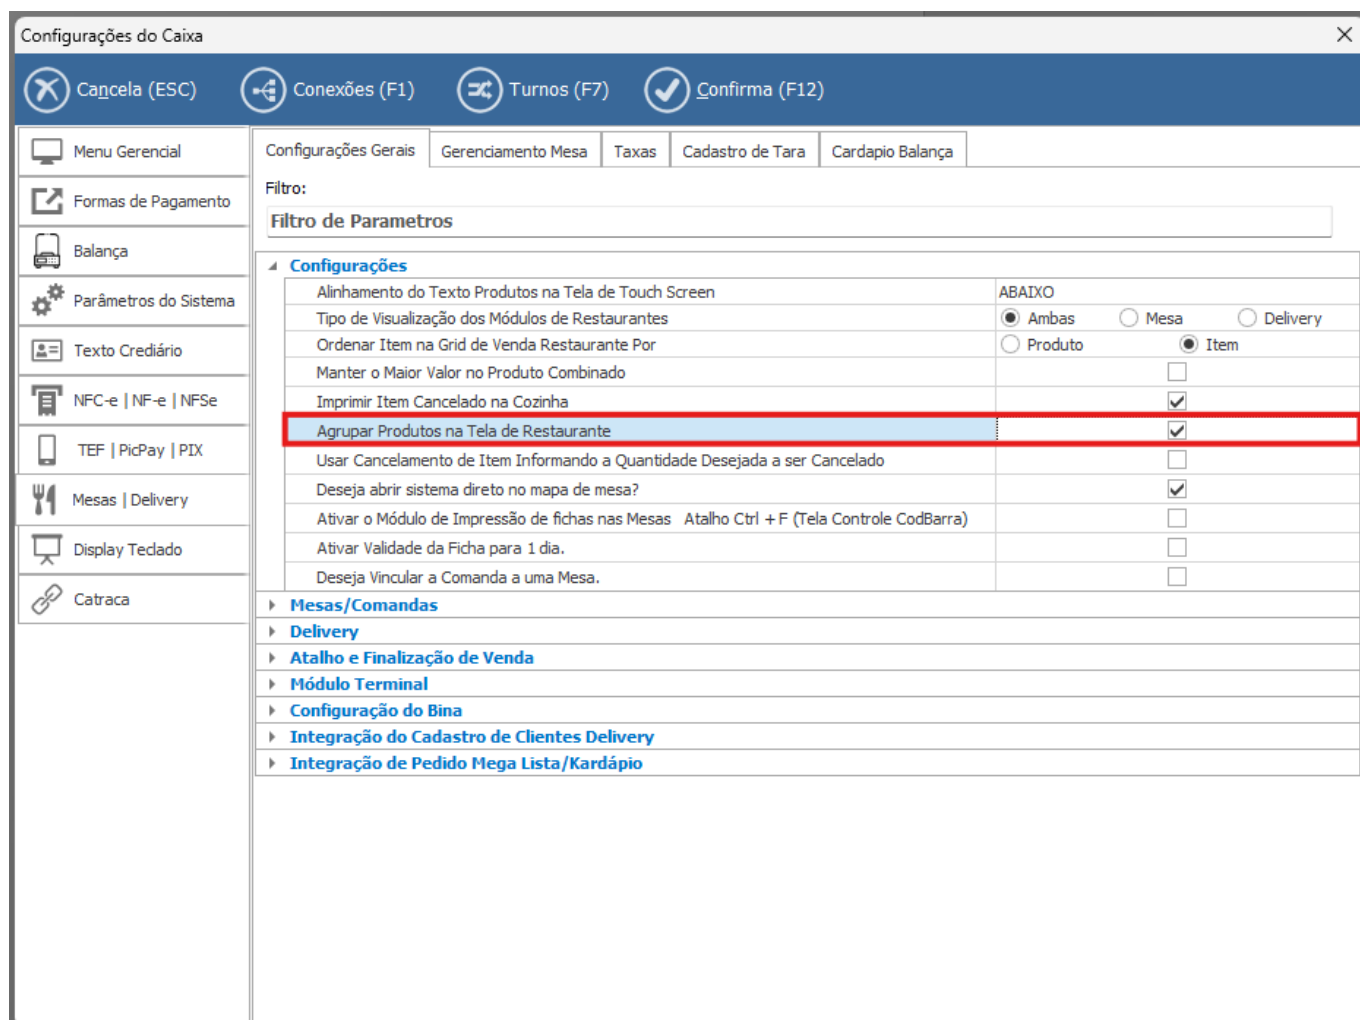 Configurações do Caixa
Cancela (ESC) Conexões (F1) Turnos (F7) Confirma (F12)
Menu Gerencial
Formas de Pagamento
Balança
Parâmetros do Sistema
Texto Crediário
NFC-e | NF-e | NFSe
TEF | PicPay | PIX
Mesas | Delivery
Display Teclado
Catraca
Configurações Gerais Gerenciamento Mesa Taxas Cadastro de Tara Cardapio Balança
Filtro:
Filtro de Parametros
Configurações
Alinhamento do Texto Produtos na Tela de Touch Screen ABAIXO
Tipo de Visualização dos Módulos de Restaurantes Ambas Mesa Delivery
Ordenar Item na Grid de Venda Restaurante Por Produto Item
Manter o Maior Valor no Produto Combinado
Imprimir Item Cancelado na Cozinha
Agrupar Produtos na Tela de Restaurante
Usar Cancelamento de Item Informando a Quantidade Desejada a ser Cancelado
Deseja abrir sistema direto no mapa de mesa?
Ativar o Módulo de Impressão de fichas nas Mesas Atalho Ctrl + F (Tela Controle CodBarra)
Ativar Validade da Ficha para 1 dia.
Deseja Vincular a Comanda a uma Mesa.
Mesas/Comandas
Delivery
Atalho e Finalização de Venda
Módulo Terminal
Configuração do Bina
Integração do Cadastro de Clientes Delivery
Integração de Pedido Mega Lista/Kardápio